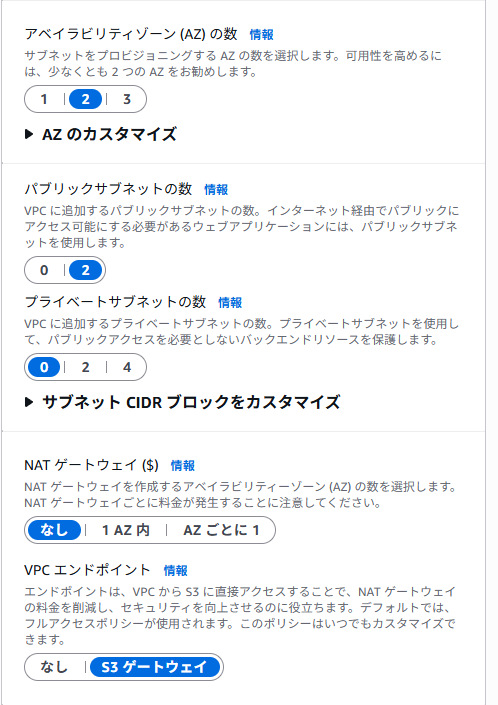 アベイラビリティゾーン (AZ) の数 情報
サブネットをプロビジョニングする AZ の数を選択します。可用性を高めるに
は、少なくとも 2 つの AZ をお勧めします。
1 2 3
AZ のカスタマイズ
パブリックサブネットの数 情報
VPC に追加するパブリックサブネットの数。インターネット経由でパブリックに
アクセス可能にする必要があるウェブアプリケーションには、パブリックサブネ
ットを使用します。
0 2
プライベートサブネットの数 情報
VPC に追加するプライベートサブネットの数。プライベートサブネットを使用し
て、パブリックアクセスを必要としないバックエンドリソースを保護します。
0 2 4
サブネット CIDR ブロックをカスタマイズ
NAT ゲートウェイ ($) 情報
NAT ゲートウェイを作成するアベイラビリティーゾーン (AZ) の数を選択します。
NAT ゲートウェイごとに料金が発生することに注意してください。
なし 1 AZ 内 AZ ごとに 1
VPC エンドポイント 情報
エンドポイントは、VPC から S3 に直接アクセスすることで、NAT ゲートウェイ
の料金を削減し、セキュリティを向上させるのに役立ちます。デフォルトでは、
フルアクセスポリシーが使用されます。このポリシーはいつでもカスタマイズで
きます。
なし S3 ゲートウェイ